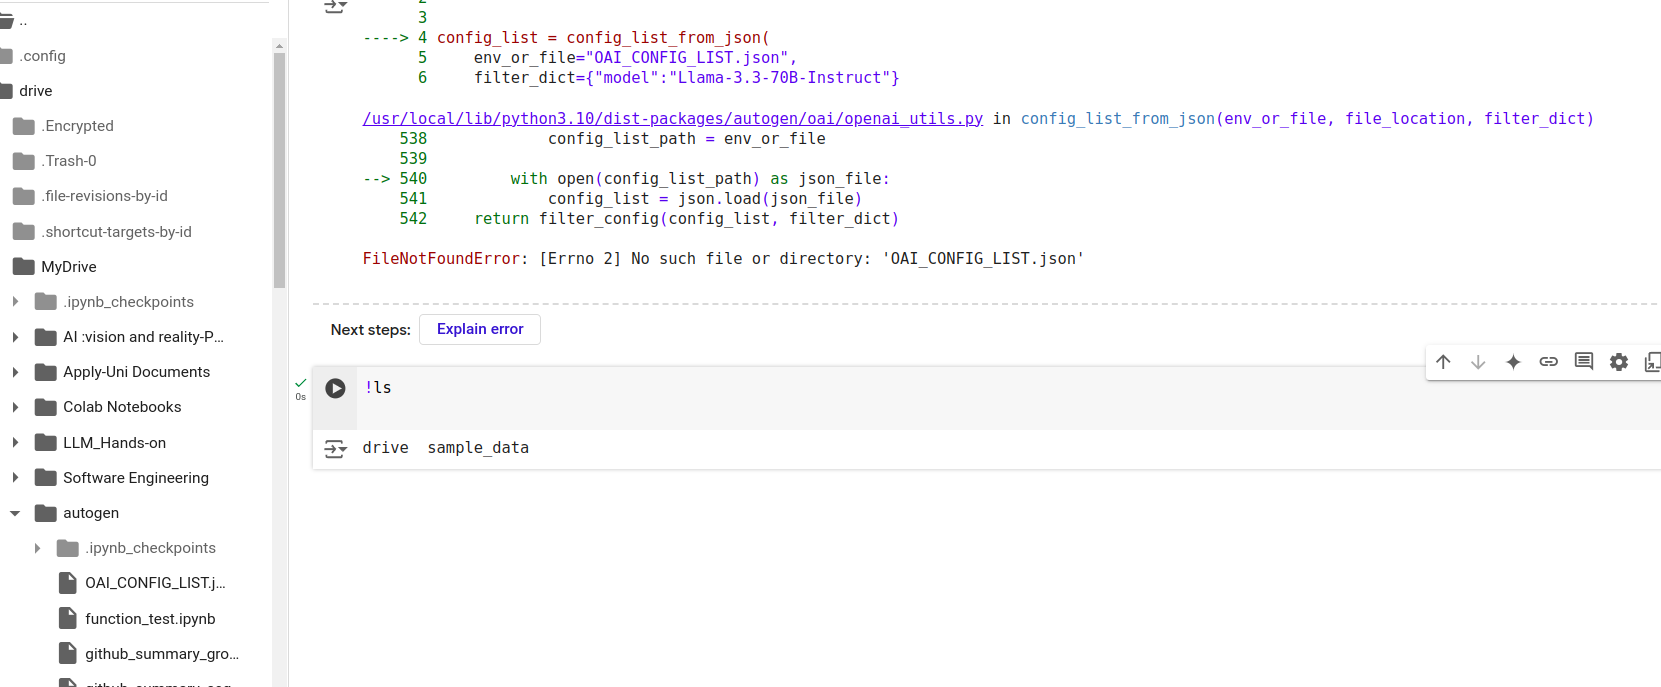 ..
.config
drive
.Encrypted
.Trash-0
.file-revisions-by-id
.shortcut-targets-by-id
MyDrive
.ipynb_checkpoints
AI :vision and reality-P...
Apply-Uni Documents
Colab Notebooks
LLM_Hands-on
Software Engineering
autogen
.ipynb_checkpoints
OAI_CONFIG_LIST.j...
function_test.ipynb
github_summary_gro...
3
----> 4 config_list = config_list_from_json(
5     env_or_file="OAI_CONFIG_LIST.json",
6     filter_dict={"model":"Llama-3.3-70B-Instruct"}
/usr/local/lib/python3.10/dist-packages/autogen/oai/openai_utils.py in config_list_from_json(env_or_file, file_location, filter_dict)
538             config_list_path = env_or_file
539
--> 540         with open(config_list_path) as json_file:
541             config_list = json.load(json_file)
542     return filter_config(config_list, filter_dict)
FileNotFoundError: [Errno 2] No such file or directory: 'OAI_CONFIG_LIST.json'
Next steps: Explain error
0s
!ls
drive  sample_data